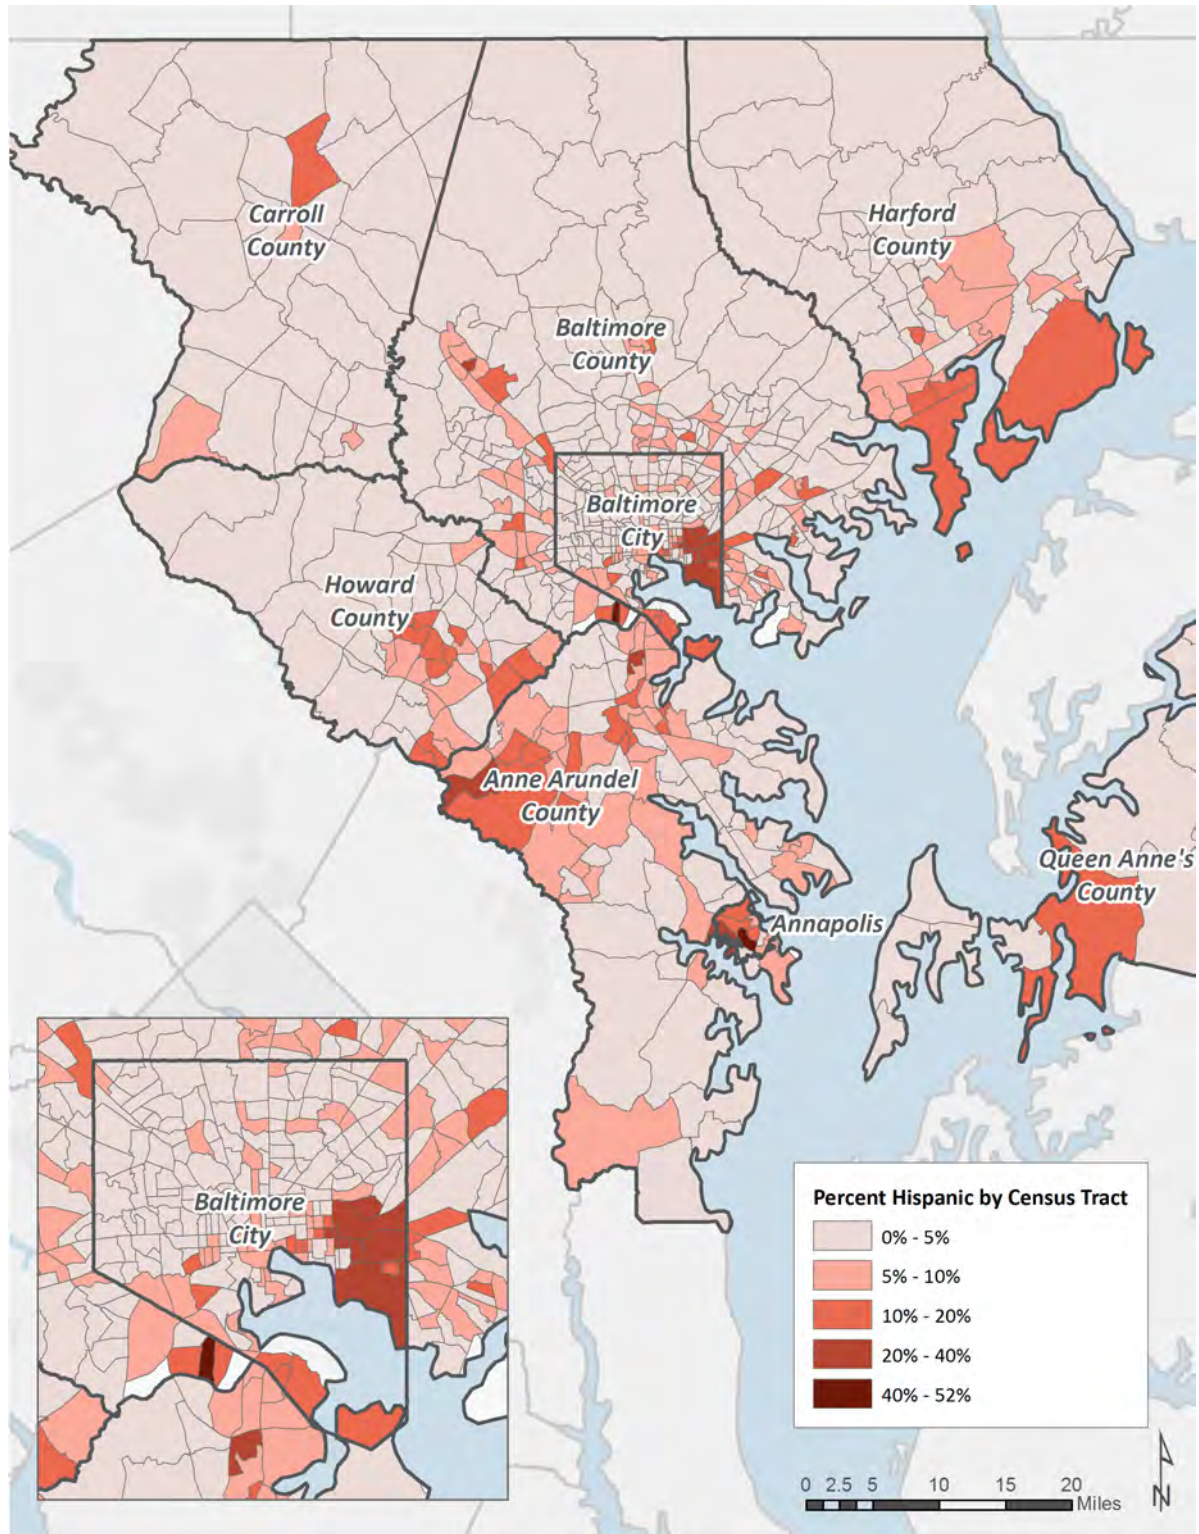 Carroll
County
Harford
County
Baltimore
County
Baltimore
City
Howard
County
Anne Arundel
County
Queen Anne's
County
Annapolis
Baltimore
City
Percent Hispanic by Census Tract
0% - 5%
5% - 10%
10% - 20%
20% - 40%
40% - 52%
0 2.5 5 10 15 20
Miles
N